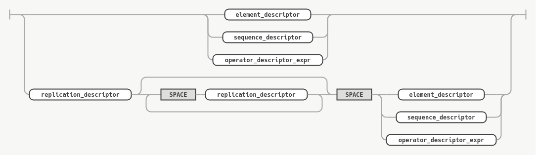 element_descriptor
sequence_descriptor
operator_descriptor_expr
replication_descriptor SPACE replication_descriptor SPACE element_descriptor
sequence_descriptor
operator_descriptor_expr